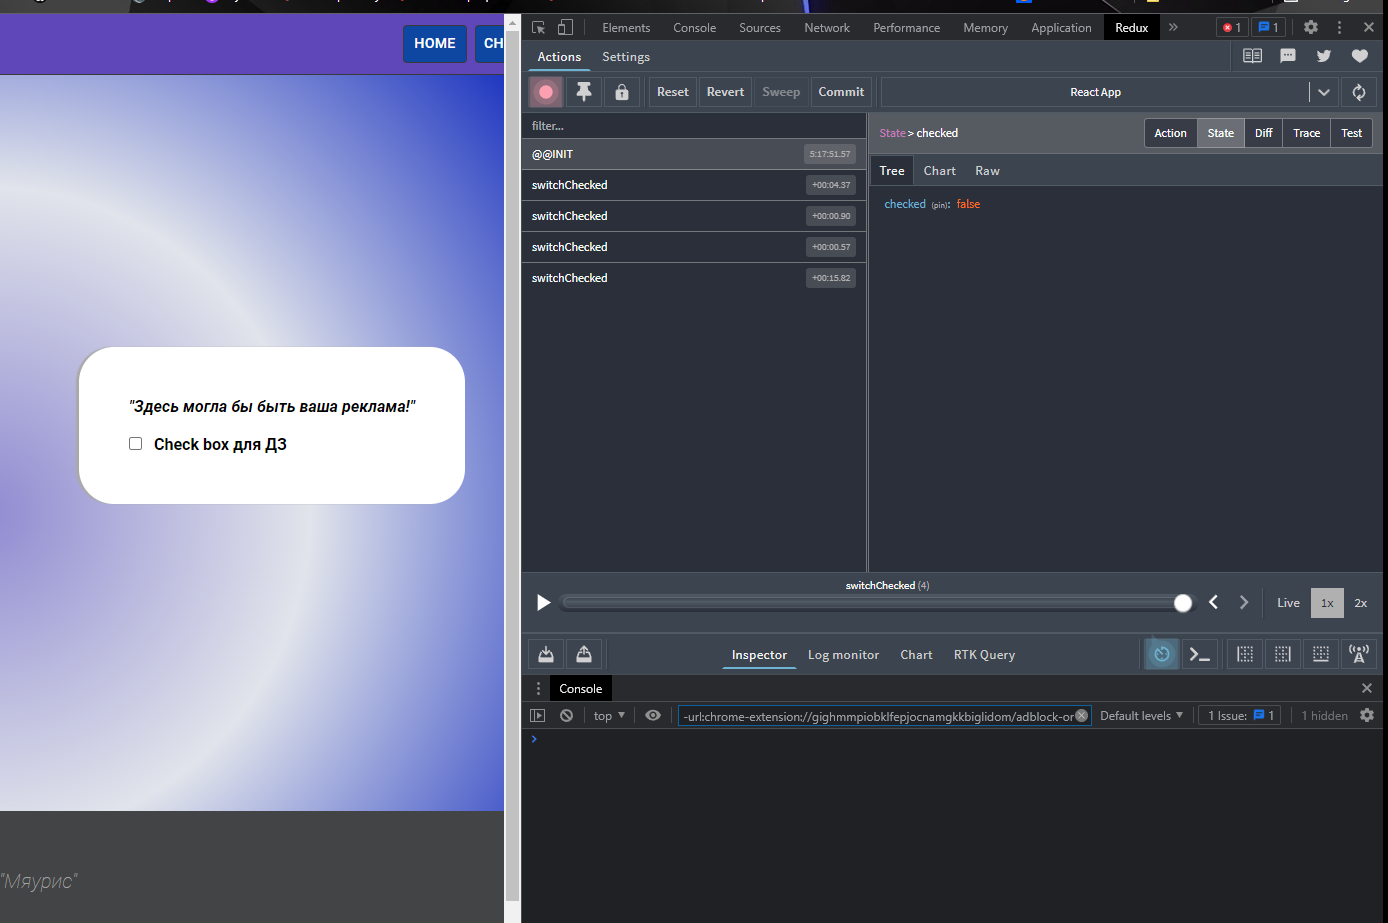 HOME
CH
"Здесь могла бы быть ваша реклама!"
Check box для ДЗ
"Мяурис"
Elements Console Sources Network Performance Memory Application Redux » 1 1
Actions Settings
Reset Revert Sweep Commit React App
filter...
@@INIT 5:17:51.57
switchChecked +00:04.37
switchChecked +00:00.90
switchChecked +00:00.57
switchChecked +00:15.82
State > checked Action State Diff Trace Test
Tree Chart Raw
checked (pin): false
switchChecked (4)
Live 1x 2x
Inspector Log monitor Chart RTK Query
Console
top ▼ -url:chrome-extension://gighmmpiobklfepjocnamgkkbiglidom/adblock-or Default levels ▼ 1 Issue: 1 1 hidden
>